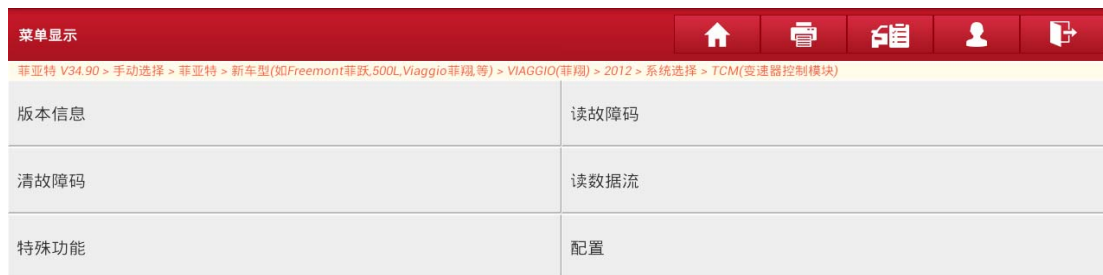 菜单显示
菲亚特 V34.90 > 手动选择 > 菲亚特 > 新车型(如Freemont菲跃,500L,Viaggio菲翔,等) > VIAGGIO(菲翔) > 2012 > 系统选择 > TCM(变速器控制模块)
版本信息 读故障码
清故障码 读数据流
特殊功能 配置